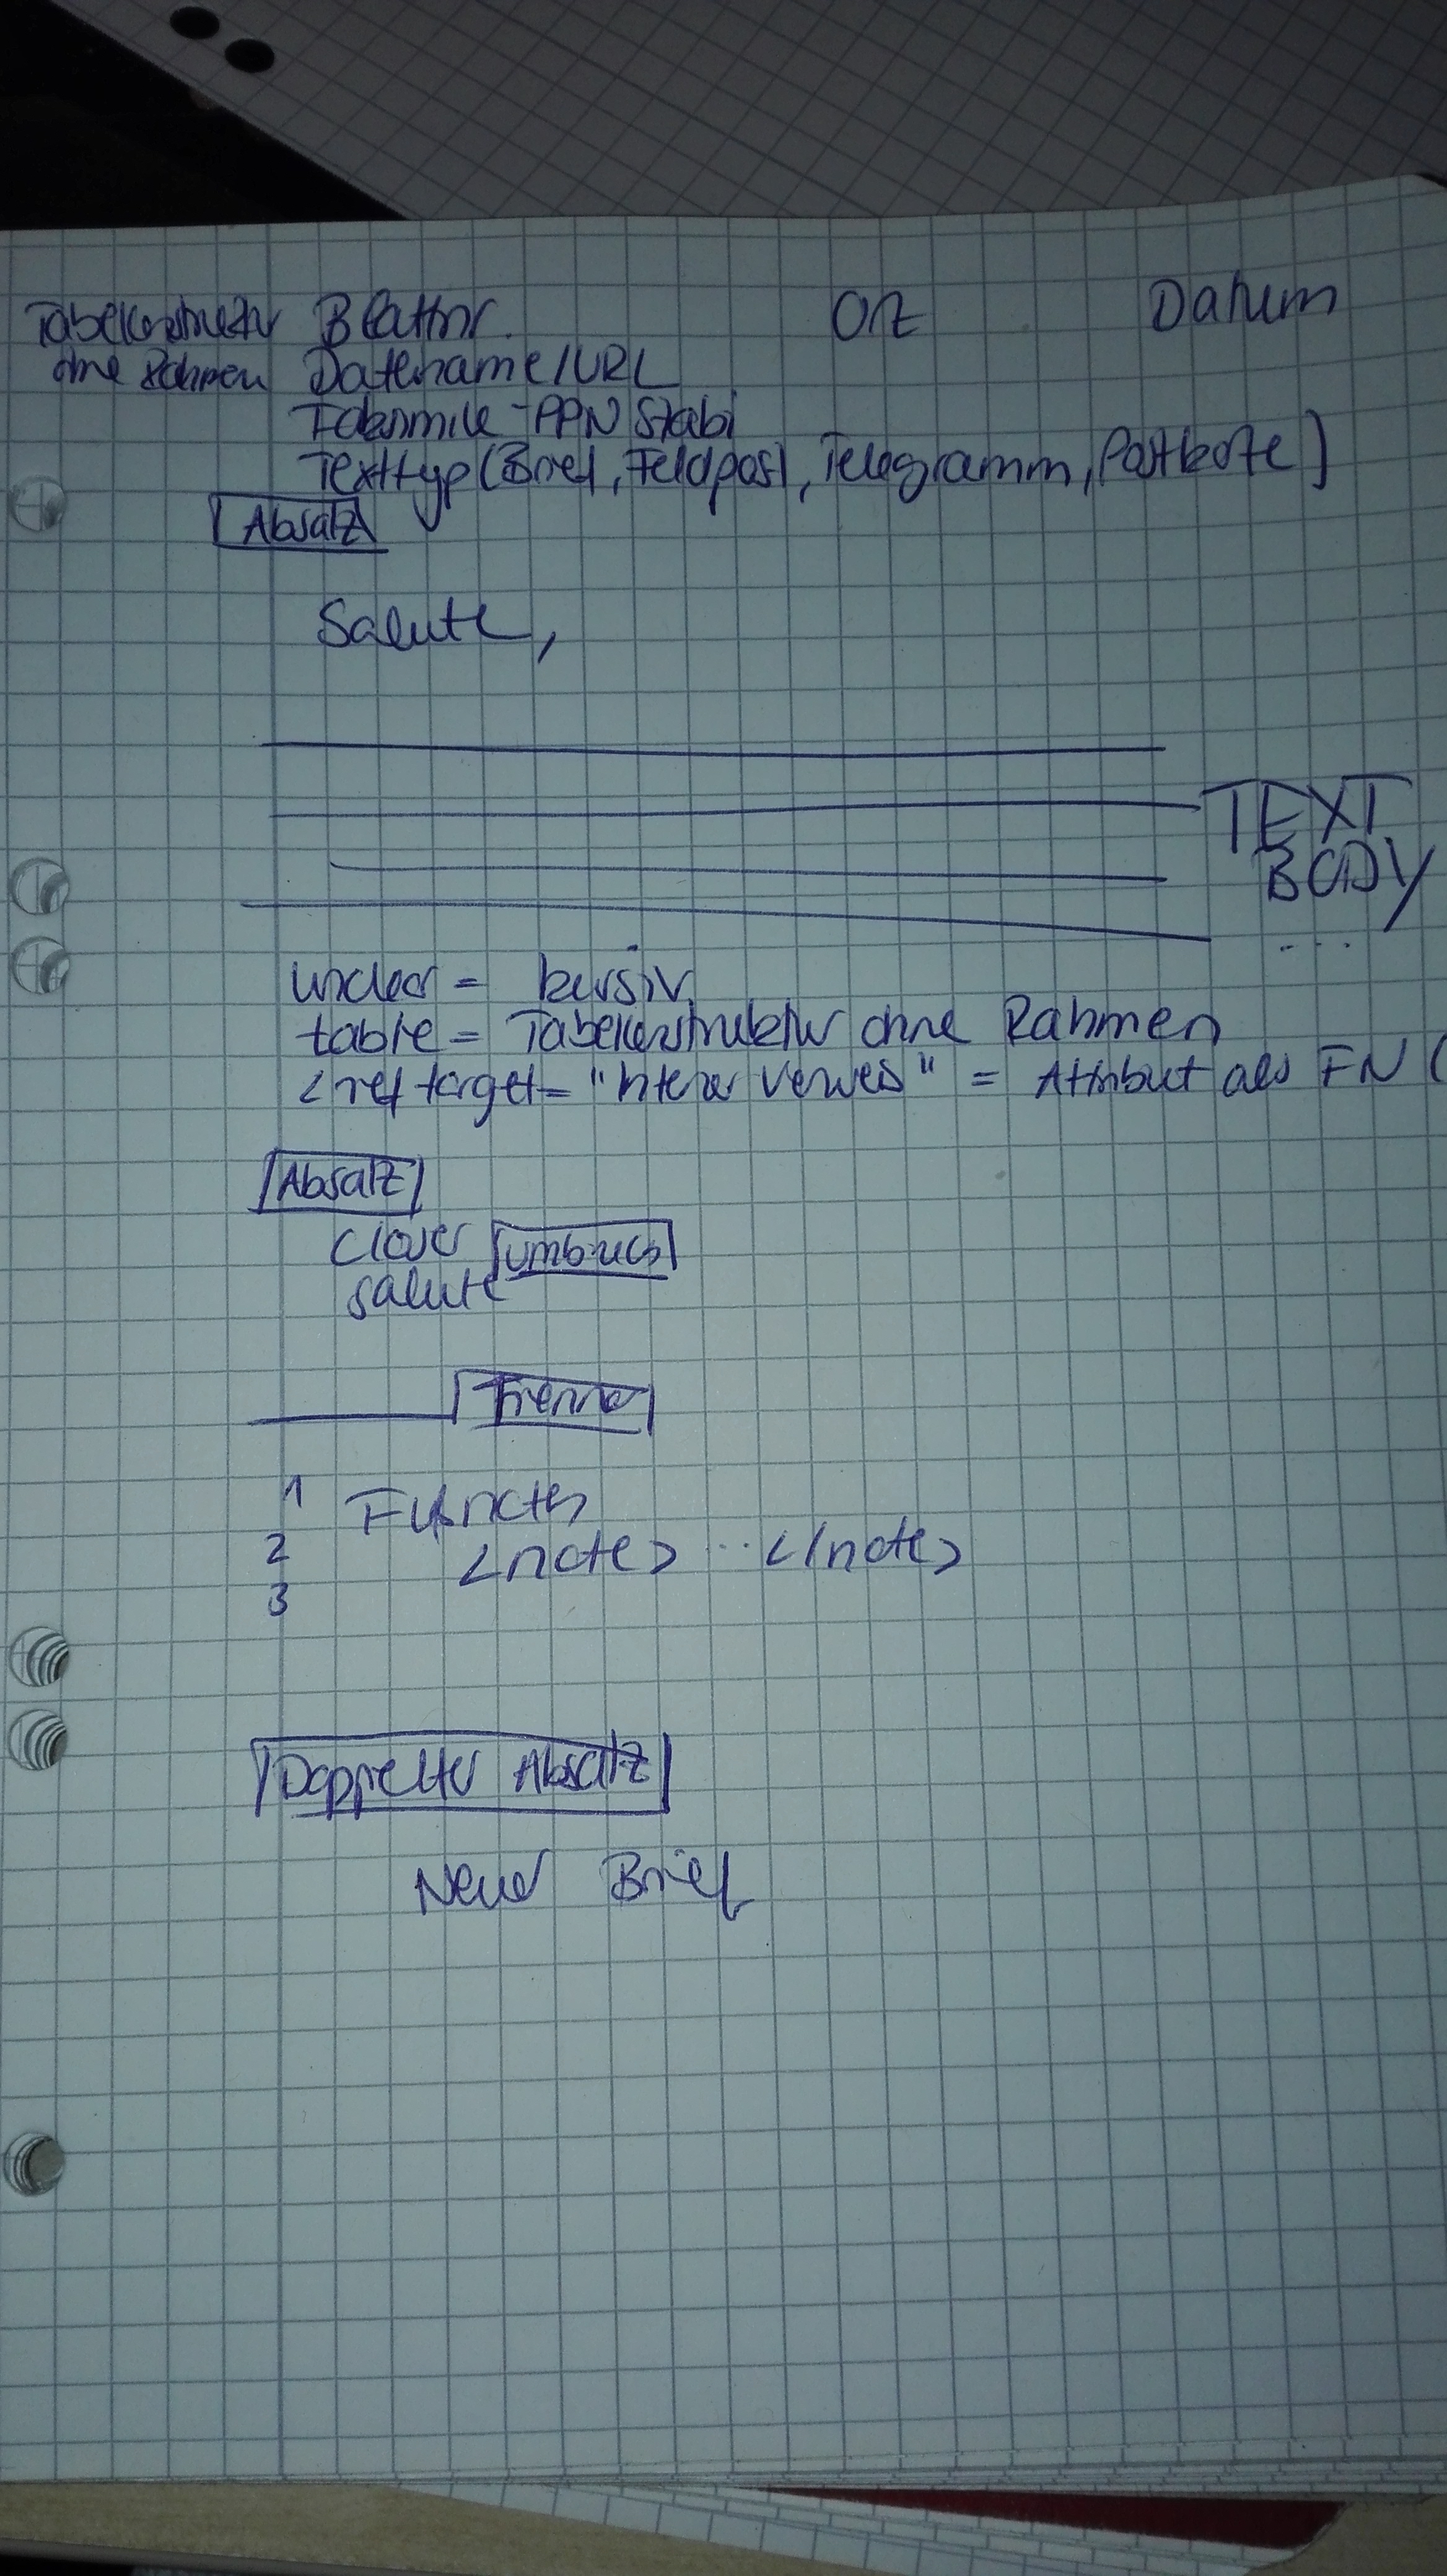 Tabellenstruktur Blattnr. Ort Datum
ohne Rahmen Dateiname/URL
Faksimile - PPN Stabi
Texttyp (Brief, Feldpost, Telegramm, Postkarte)
Absatz
Salute,
TEXT
BODY
...
unclear = kursiv
table = Tabellenstruktur ohne Rahmen
<ref target= "interner Verweis" = Attribut als FN (
Absatz
Closer Umbruch
salute
Trenner
1 Fußnoten
2 <note> ... </note>
3
Doppelter Absatz
Neuer Brief